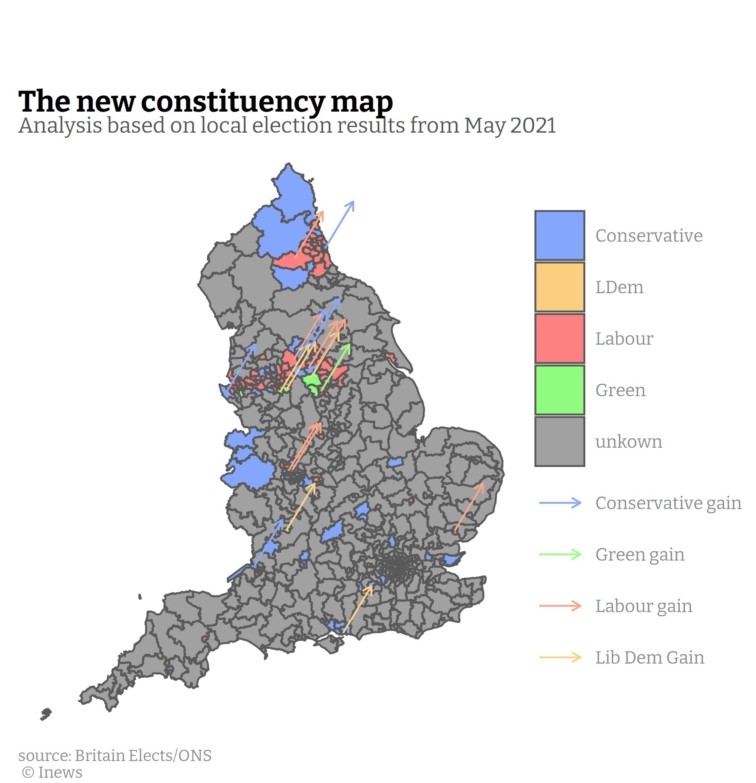 The new constituency map
Analysis based on local election results from May 2021
Conservative
LDem
Labour
Green
unkown
Conservative gain
Green gain
Labour gain
Lib Dem Gain
source: Britain Elects/ONS
© Inews